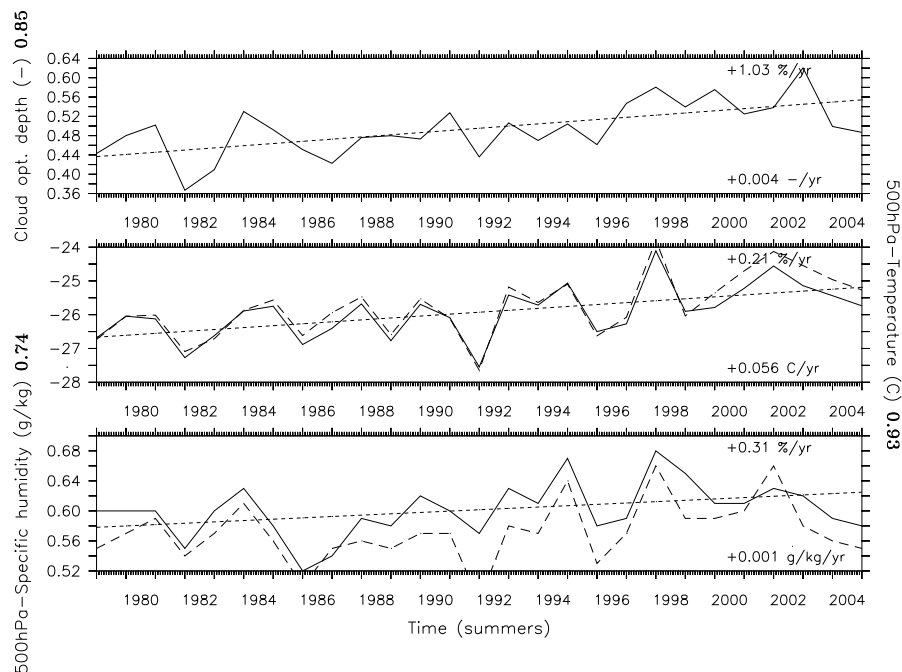 Cloud opt. depth (−) 0.85
0.64
0.60
0.56
0.52
0.48
0.44
0.40
0.36
+1.03 %/yr
+0.004 −/yr
1980 1982 1984 1986 1988 1990 1992 1994 1996 1998 2000 2002 2004
500hPa−Temperature (C) 0.93
−24
−25
−26
−27
−28
+0.21 %/yr
+0.056 C/yr
1980 1982 1984 1986 1988 1990 1992 1994 1996 1998 2000 2002 2004
500hPa−Specific humidity (g/kg) 0.74
0.68
0.64
0.60
0.56
0.52
+0.31 %/yr
+0.001 g/kg/yr
1980 1982 1984 1986 1988 1990 1992 1994 1996 1998 2000 2002 2004
Time (summers)